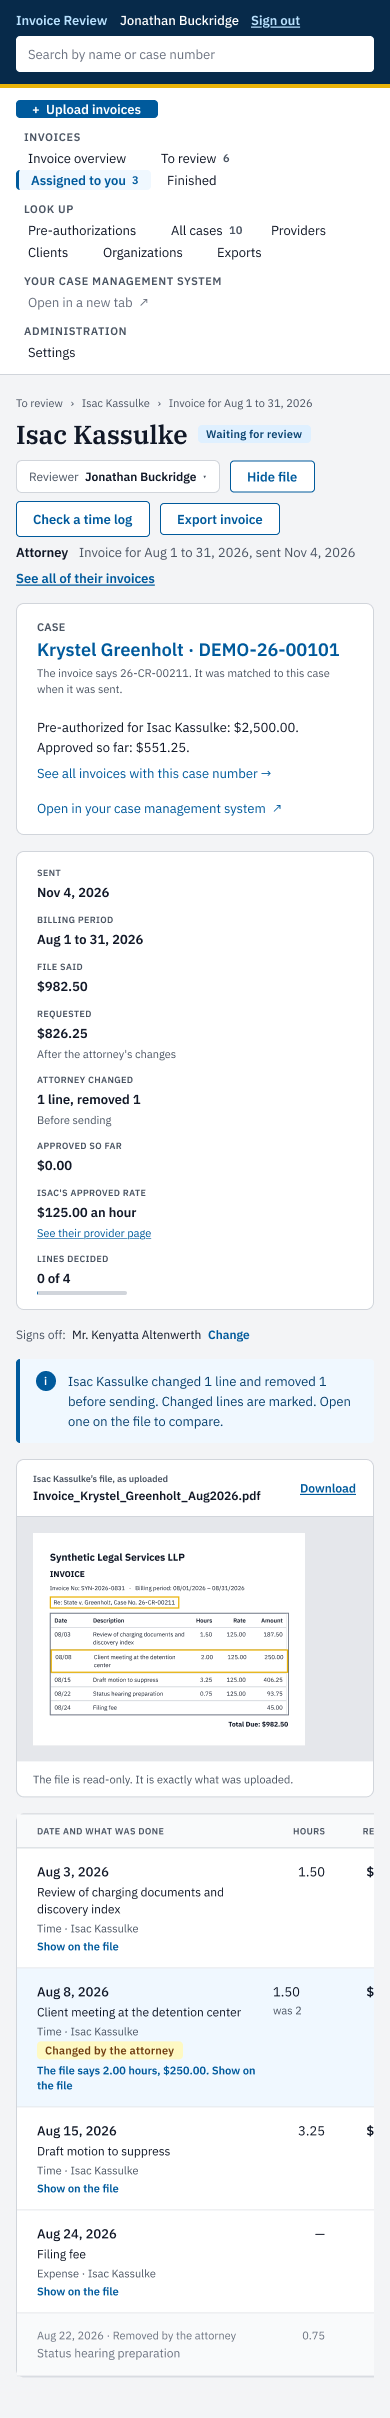 Invoice Review Jonathan Buckridge Sign out
Search by name or case number
+ Upload invoices
INVOICES
Invoice overview To review 6
Assigned to you 3 Finished
LOOK UP
Pre-authorizations All cases 10 Providers
Clients Organizations Exports
YOUR CASE MANAGEMENT SYSTEM
Open in a new tab ↗
ADMINISTRATION
Settings
To review › Isac Kassulke › Invoice for Aug 1 to 31, 2026
Isac Kassulke Waiting for review
Reviewer Jonathan Buckridge · Hide file
Check a time log Export invoice
Attorney Invoice for Aug 1 to 31, 2026, sent Nov 4, 2026
See all of their invoices
CASE
Krystel Greenholt · DEMO-26-00101
The invoice says 26-CR-00211. It was matched to this case
when it was sent.
Pre-authorized for Isac Kassulke: $2,500.00.
Approved so far: $551.25.
See all invoices with this case number →
Open in your case management system ↗
SENT
Nov 4, 2026
BILLING PERIOD
Aug 1 to 31, 2026
FILE SAID
$982.50
REQUESTED
$826.25
After the attorney's changes
ATTORNEY CHANGED
1 line, removed 1
Before sending
APPROVED SO FAR
$0.00
ISAC'S APPROVED RATE
$125.00 an hour
See their provider page
LINES DECIDED
0 of 4
Signs off: Mr. Kenyatta Altenwerth Change
i Isac Kassulke changed 1 line and removed 1
before sending. Changed lines are marked. Open
one on the file to compare.
Isac Kassulke's file, as uploaded
Invoice_Krystel_Greenholt_Aug2026.pdf Download
Synthetic Legal Services LLP
INVOICE
Invoice No: SYN-2026-0831 · Billing period: 08/01/2026 – 08/31/2026
Re: State v. Greenholt, Case No. 26-CR-00211
Date Description Hours Rate Amount
08/03 Review of charging documents and 1.50 125.00 187.50
discovery index
08/08 Client meeting at the detention 2.00 125.00 250.00
center
08/15 Draft motion to suppress 3.25 125.00 406.25
08/22 Status hearing preparation 0.75 125.00 93.75
08/24 Filing fee 45.00
Total Due: $982.50
The file is read-only. It is exactly what was uploaded.
DATE AND WHAT WAS DONE HOURS RE
Aug 3, 2026 1.50 $
Review of charging documents and
discovery index
Time · Isac Kassulke
Show on the file
Aug 8, 2026 1.50 $
Client meeting at the detention center was 2
Time · Isac Kassulke
Changed by the attorney
The file says 2.00 hours, $250.00. Show on
the file
Aug 15, 2026 3.25 $
Draft motion to suppress
Time · Isac Kassulke
Show on the file
Aug 24, 2026 —
Filing fee
Expense · Isac Kassulke
Show on the file
Aug 22, 2026 · Removed by the attorney 0.75
Status hearing preparation